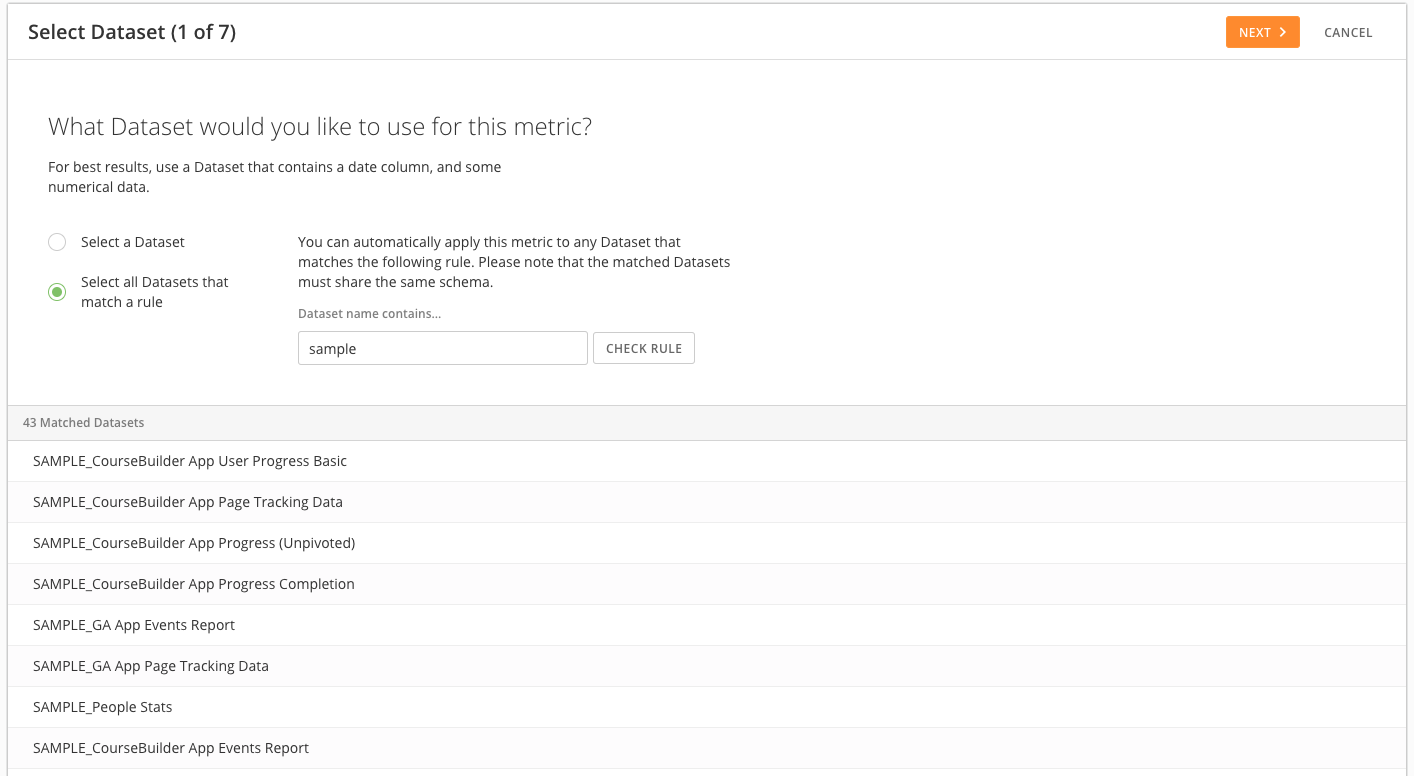 Select Dataset (1 of 7)
NEXT
CANCEL
What Dataset would you like to use for this metric?
For best results, use a Dataset that contains a date column, and some
numerical data.
Select a Dataset
Select all Datasets that
match a rule
You can automatically apply this metric to any Dataset that
matches the following rule. Please note that the matched Datasets
must share the same schema.
Dataset name contains...
sample
CHECK RULE
43 Matched Datasets
SAMPLE_CourseBuilder App User Progress Basic
SAMPLE_CourseBuilder App Page Tracking Data
SAMPLE_CourseBuilder App Progress (Unpivoted)
SAMPLE_CourseBuilder App Progress Completion
SAMPLE_GA App Events Report
SAMPLE_GA App Page Tracking Data
SAMPLE_People Stats
SAMPLE_CourseBuilder App Events Report